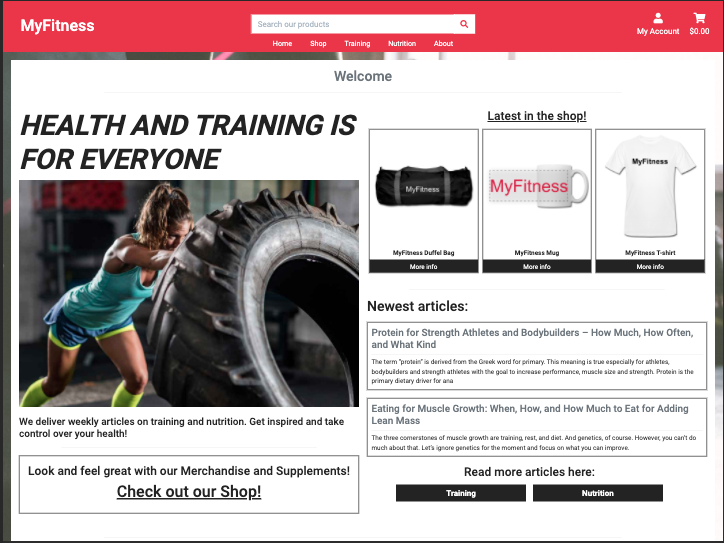 MyFitness
Search our products
My Account
$0.00
Home
Shop
Training
Nutrition
About
Welcome
HEALTH AND TRAINING IS
FOR EVERYONE
We deliver weekly articles on training and nutrition. Get inspired and take
control over your health!
Look and feel great with our Merchandise and Supplements!
Check out our Shop!
Latest in the shop!
MyFitness
MyFitness Duffel Bag
More info
MyFitness
MyFitness Mug
More info
MyFitness
MyFitness T-shirt
More info
Newest articles:
Protein for Strength Athletes and Bodybuilders – How Much, How Often,
and What Kind
The term "protein" is derived from the Greek word for primary. This meaning is true especially for athletes,
bodybuilders and strength athletes with the goal to increase performance, muscle size and strength. Protein is the
primary dietary driver for ana
Eating for Muscle Growth: When, How, and How Much to Eat for Adding
Lean Mass
The three cornerstones of muscle growth are training, rest, and diet. And genetics, of course. However, you can't do
much about that. Let's ignore genetics for the moment and focus on what you can improve.
Read more articles here:
Training
Nutrition